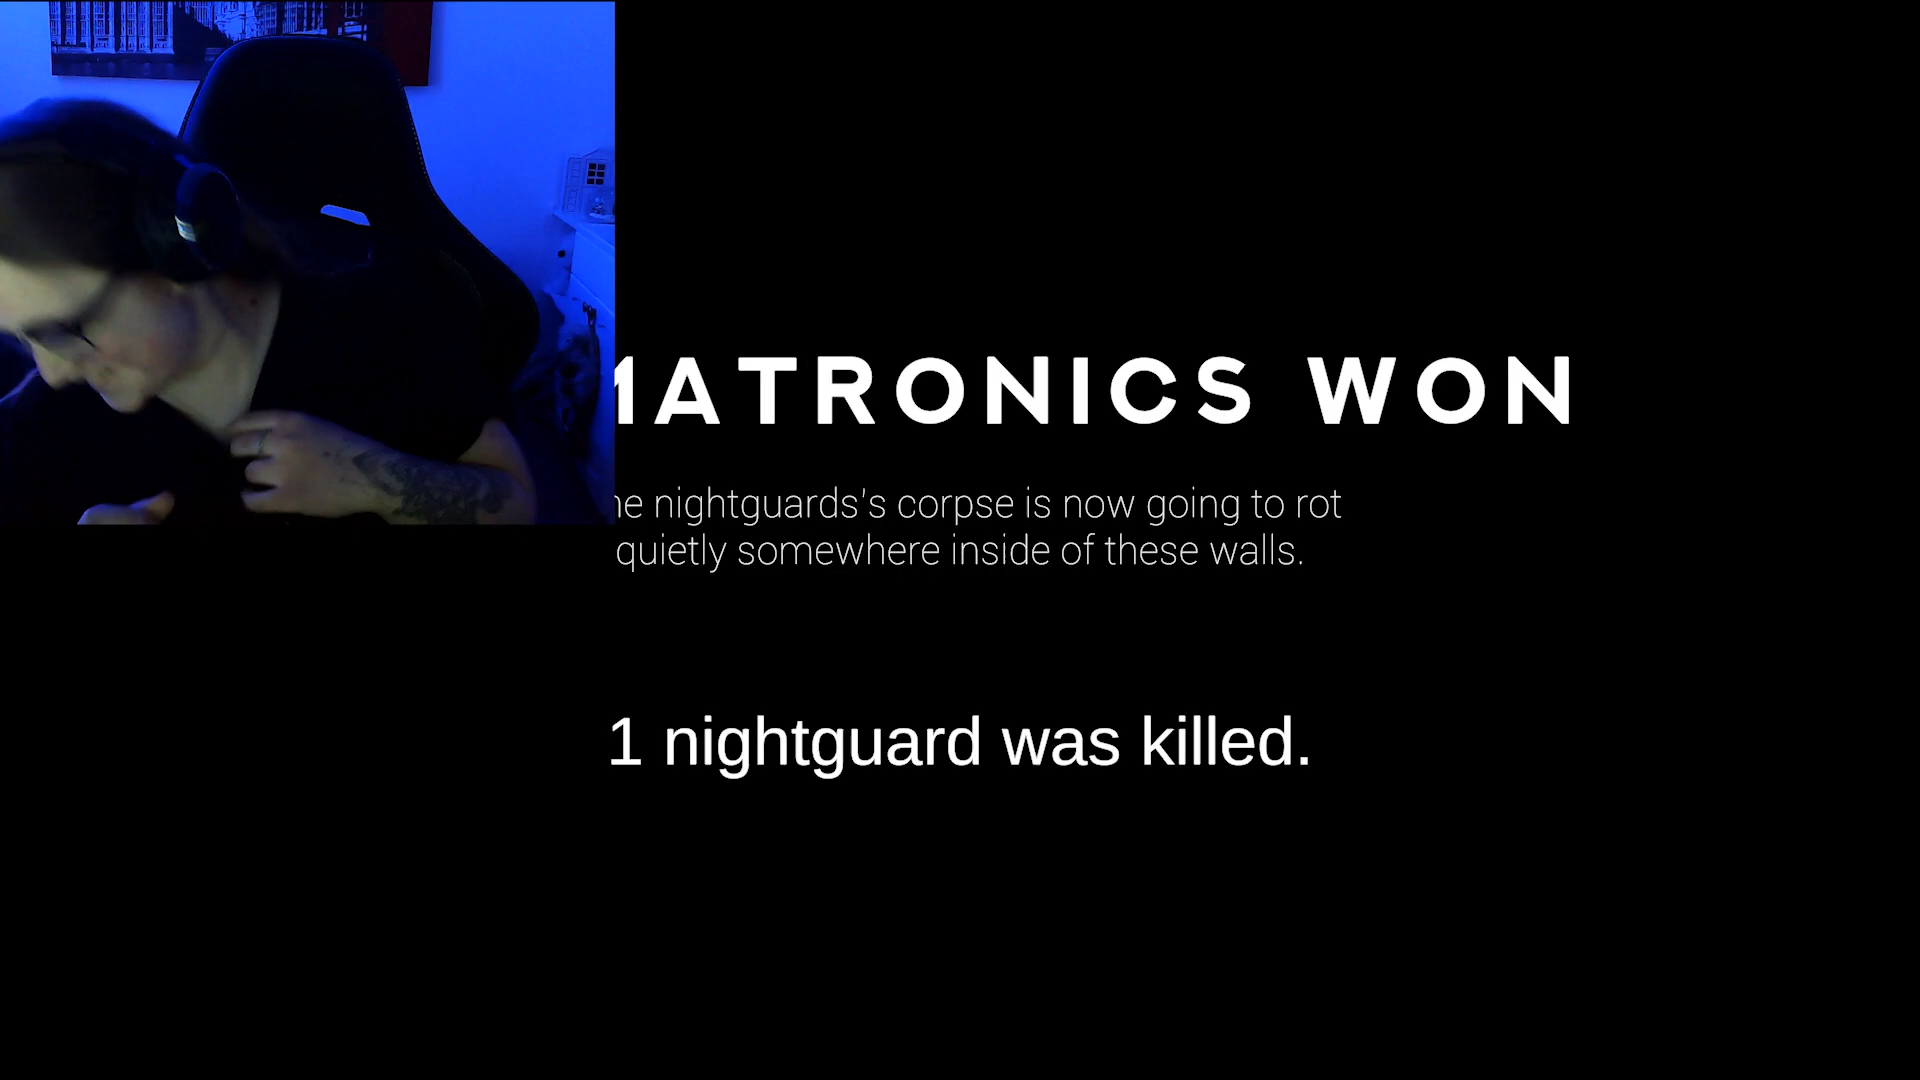 MATRONICS WON
he nightguards's corpse is now going to rot
quietly somewhere inside of these walls.
1 nightguard was killed.